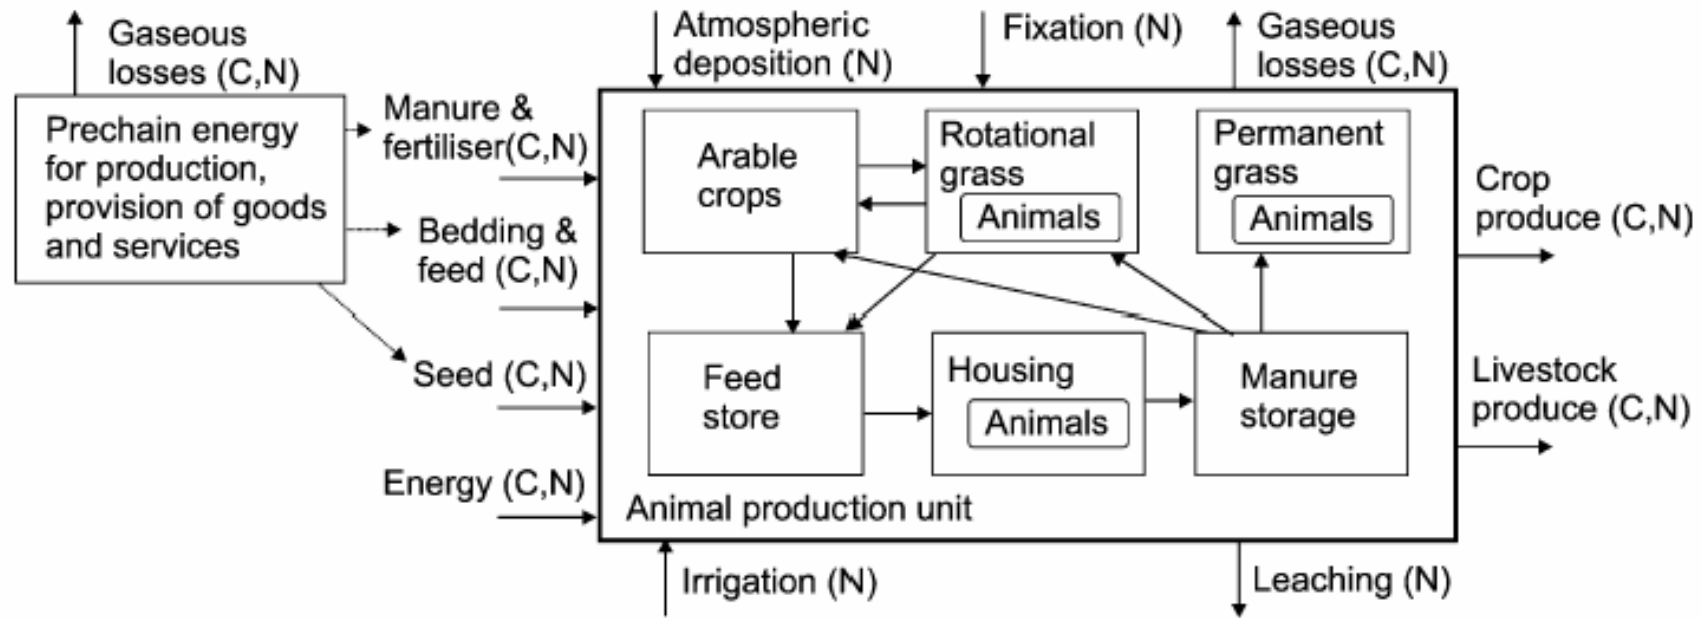 Gaseous
losses (C,N)
Atmospheric
deposition (N)
Fixation (N)
Gaseous
losses (C,N)
Prechain energy
for production,
provision of goods
and services
Manure &
fertiliser(C,N)
Bedding &
feed (C,N)
Seed (C,N)
Energy (C,N)
Arable
crops
Rotational
grass
Animals
Permanent
grass
Animals
Feed
store
Housing
Animals
Manure
storage
Animal production unit
Crop
produce (C,N)
Livestock
produce (C,N)
Irrigation (N)
Leaching (N)